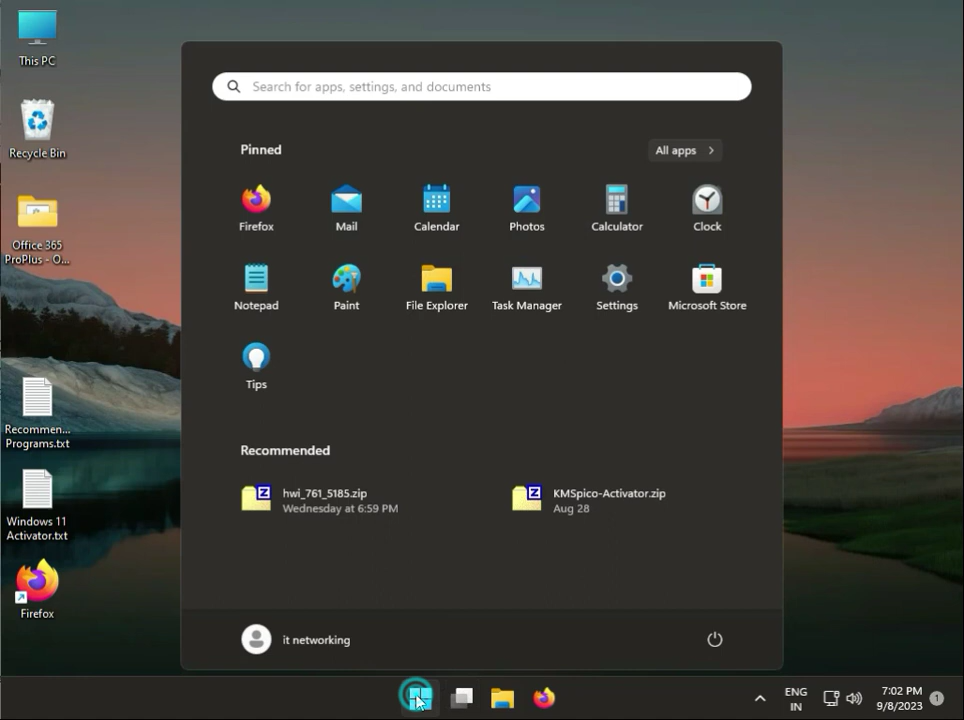 This PC
Recycle Bin
Office 365
ProPlus - O...
Recommen...
Programs.txt
Windows 11
Activator.txt
Firefox
Search for apps, settings, and documents
Pinned
All apps
Firefox
Mail
Calendar
Photos
Calculator
Clock
Notepad
Paint
File Explorer
Task Manager
Settings
Microsoft Store
Tips
Recommended
Z
hwi_761_5185.zip
Wednesday at 6:59 PM
Z
KMSpico-Activator.zip
Aug 28
it networking
ENG
IN
7:02 PM
9/8/2023
1